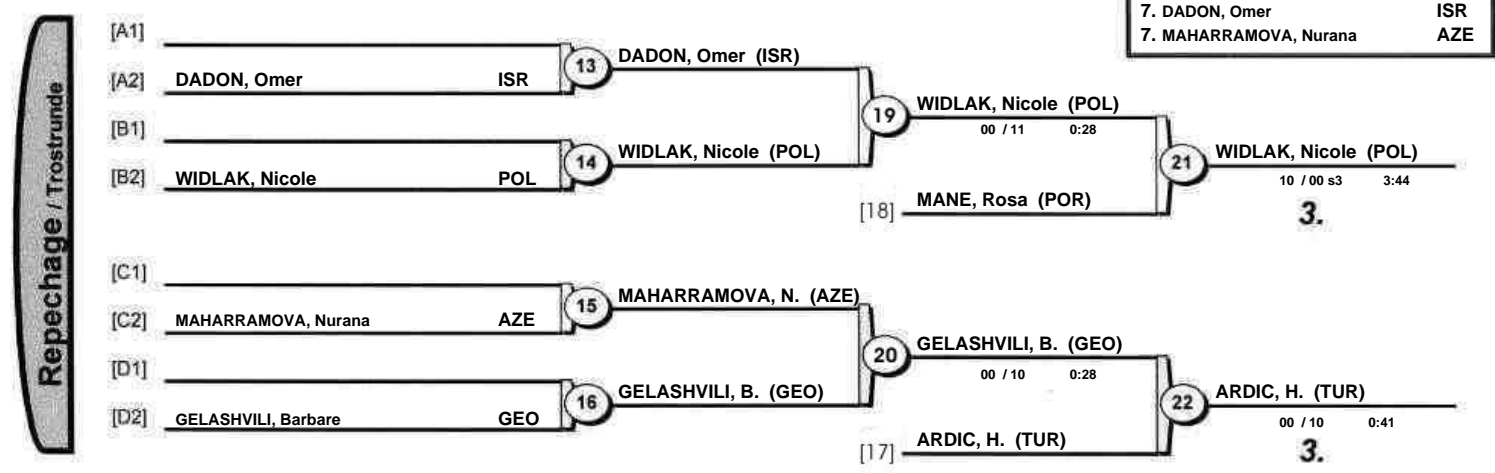 7. DADON, Omer ISR
7. MAHARRAMOVA, Nurana AZE
Repechage / Trostrunde
[A1]
[A2] DADON, Omer ISR
13 DADON, Omer (ISR)
[B1]
[B2] WIDLAK, Nicole POL
14 WIDLAK, Nicole (POL)
19 WIDLAK, Nicole (POL)
00 / 11 0:28
[18] MANE, Rosa (POR)
21 WIDLAK, Nicole (POL)
10 / 00 s3 3:44
3.
[C1]
[C2] MAHARRAMOVA, Nurana AZE
15 MAHARRAMOVA, N. (AZE)
[D1]
[D2] GELASHVILI, Barbare GEO
16 GELASHVILI, B. (GEO)
20 GELASHVILI, B. (GEO)
00 / 10 0:28
[17] ARDIC, H. (TUR)
22 ARDIC, H. (TUR)
00 / 10 0:41
3.